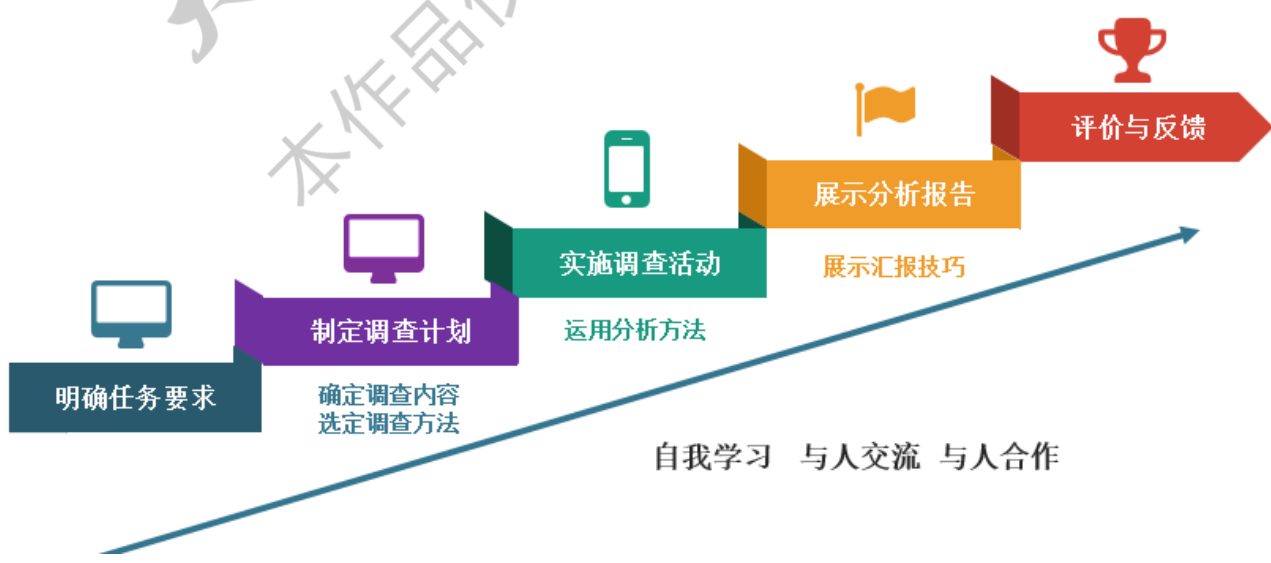 本作品仅
评价与反馈
展示分析报告
实施调查活动
展示汇报技巧
制定调查计划
运用分析方法
明确任务要求
确定调查内容
选定调查方法
自我学习 与人交流 与人合作